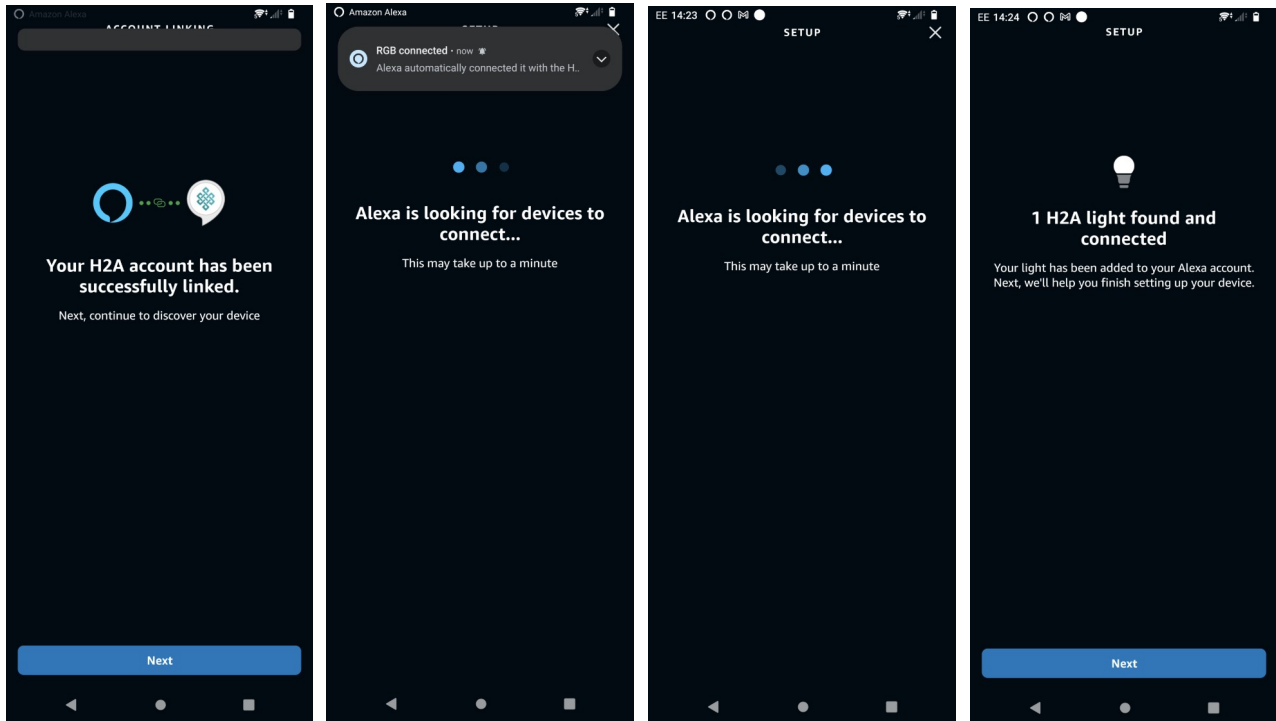 Amazon Alexa
ACCOUNT LINKING
Your H2A account has been
successfully linked.
Next, continue to discover your device
Next
Amazon Alexa
SETUP
RGB connected · now
Alexa automatically connected it with the H..
Alexa is looking for devices to
connect...
This may take up to a minute
EE 14:23
SETUP
Alexa is looking for devices to
connect...
This may take up to a minute
EE 14:24
SETUP
1 H2A light found and
connected
Your light has been added to your Alexa account.
Next, we'll help you finish setting up your device.
Next